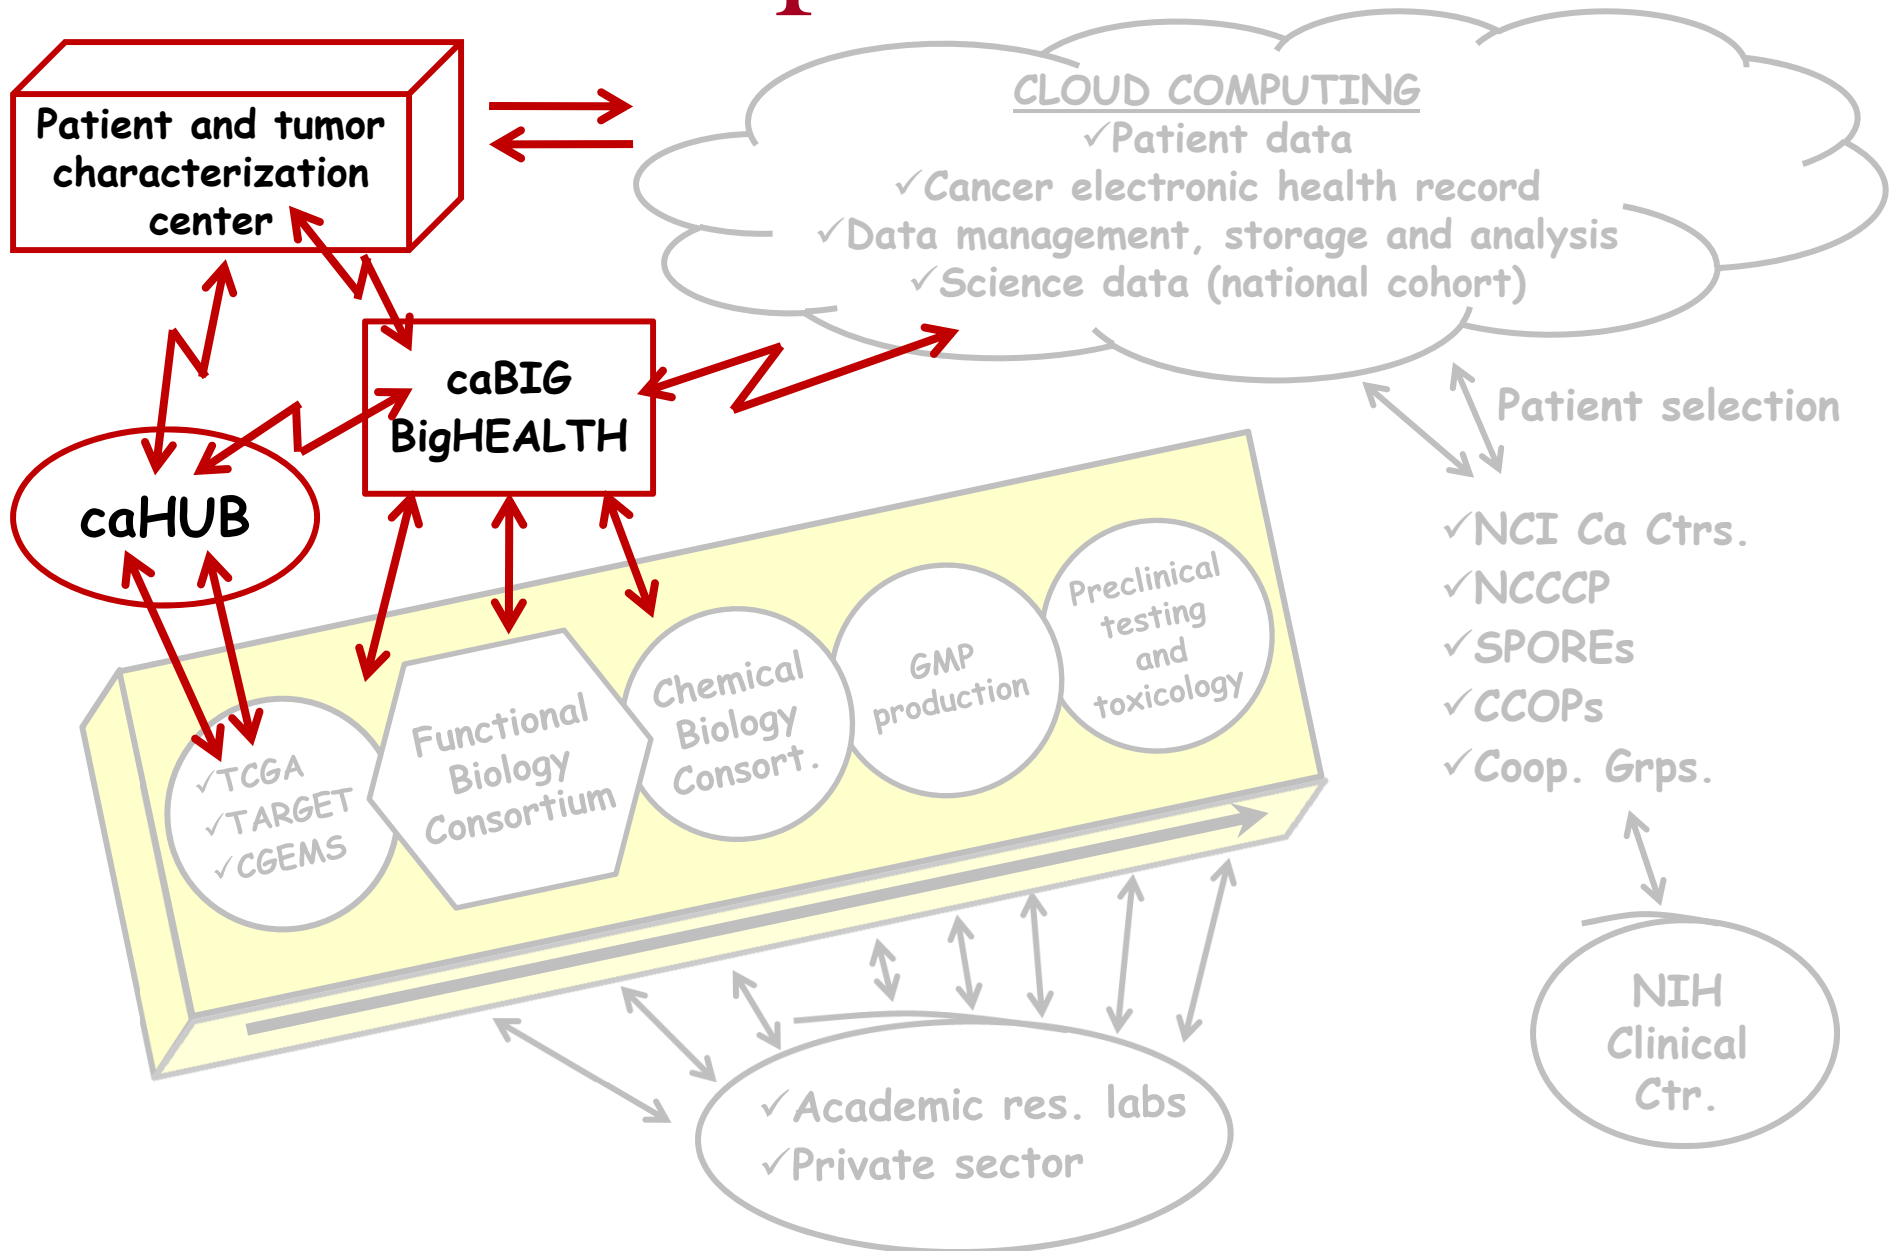 Patient and tumor
characterization
center
CLOUD COMPUTING
✓Patient data
✓Cancer electronic health record
✓Data management, storage and analysis
✓Science data (national cohort)
caBIG
BigHEALTH
caHUB
Patient selection
✓NCI Ca Ctrs.
✓NCCCP
✓SPOREs
✓CCOPs
✓Coop. Grps.
✓TCGA
✓TARGET
✓CGEMS
Functional
Biology
Consortium
Chemical
Biology
Consort.
GMP
production
Preclinical
testing
and
toxicology
✓Academic res. labs
✓Private sector
NIH
Clinical
Ctr.